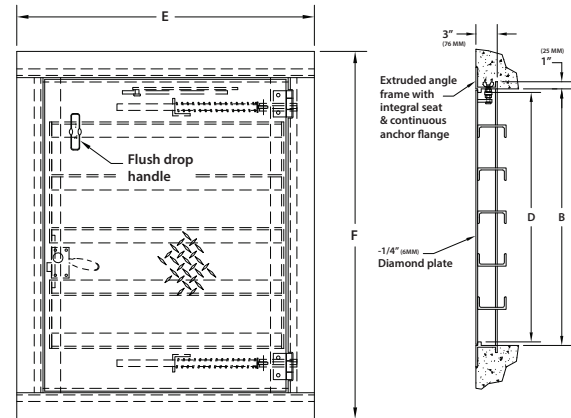 E
3"
(76 MM)
(25 MM)
1"
Extruded angle
frame with
integral seat
& continuous
anchor flange
Flush drop
handle
F
D
B
-1/4" (6MM)
Diamond plate